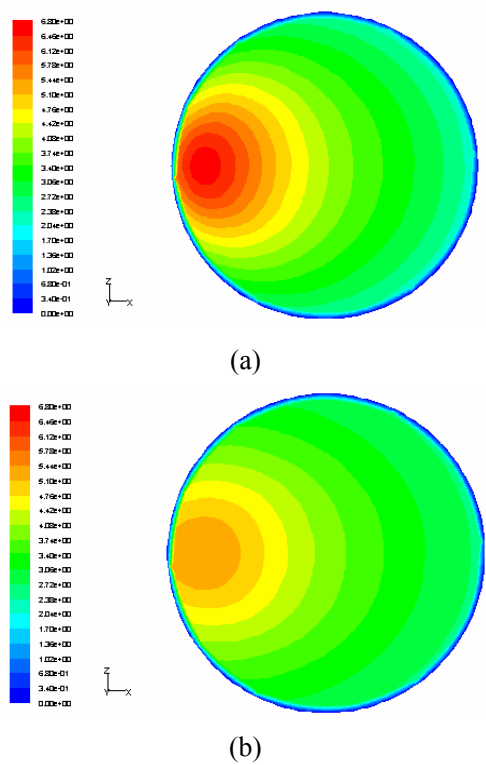 6.80e+00
6.46e+00
6.12e+00
5.78e+00
5.44e+00
5.10e+00
4.76e+00
4.42e+00
4.08e+00
3.74e+00
3.40e+00
3.06e+00
2.72e+00
2.38e+00
2.04e+00
1.70e+00
1.36e+00
1.02e+00
6.80e-01
3.40e-01
0.00e+00
Z
Y X
(a)
6.80e+00
6.46e+00
6.12e+00
5.78e+00
5.44e+00
5.10e+00
4.76e+00
4.42e+00
4.08e+00
3.74e+00
3.40e+00
3.06e+00
2.72e+00
2.38e+00
2.04e+00
1.70e+00
1.36e+00
1.02e+00
6.80e-01
3.40e-01
0.00e+00
Z
Y X
(b)